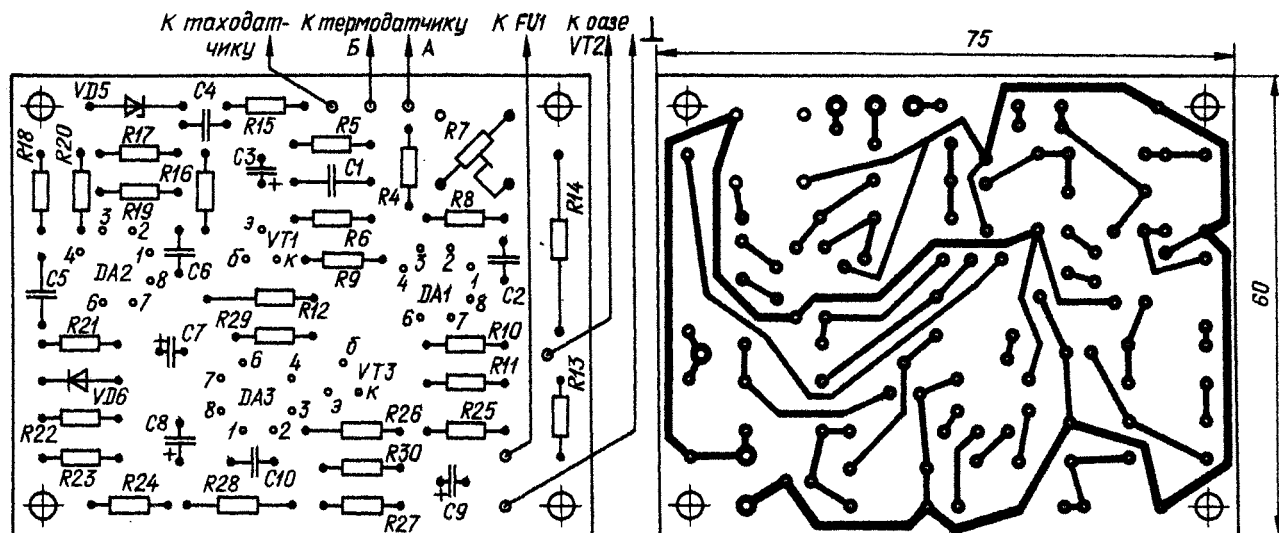 К таходат-
чику
К термодатчику
Б
А
К FU1
к оазе
VT2
⊥
75
60
VD5
C4
R15
R5
R7
R18
R20
R17
R16
C3
+
C1
R4
R14
R19
R6
R8
3
2
4
1
DA2
8
6
7
C5
C6
э
VT1
б
к
R9
3
2
4
1
DA1
8
6
7
C2
R29
R12
R21
+
C7
R10
б
VT3
э
к
6
4
7
DA3
3
8
1
2
R11
R13
VD6
R22
C8
+
R26
R25
R23
C10
R30
R24
R28
R27
+
C9